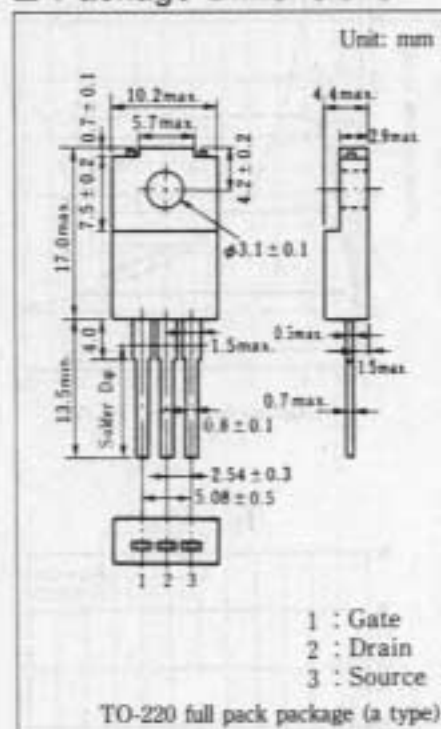 Unit: mm
10.2max.
5.7max.
4.4max.
2.9max.
0.7±0.1
7.5±0.2
17.0max.
4.2±0.2
φ3.1±0.1
4.0
13.5min.
Solder Dip
1.5max.
0.8±0.1
2.54±0.3
5.08±0.5
0.5max.
1.5max.
0.7max.
1 2 3
1 : Gate
2 : Drain
3 : Source
TO-220 full pack package (a type)